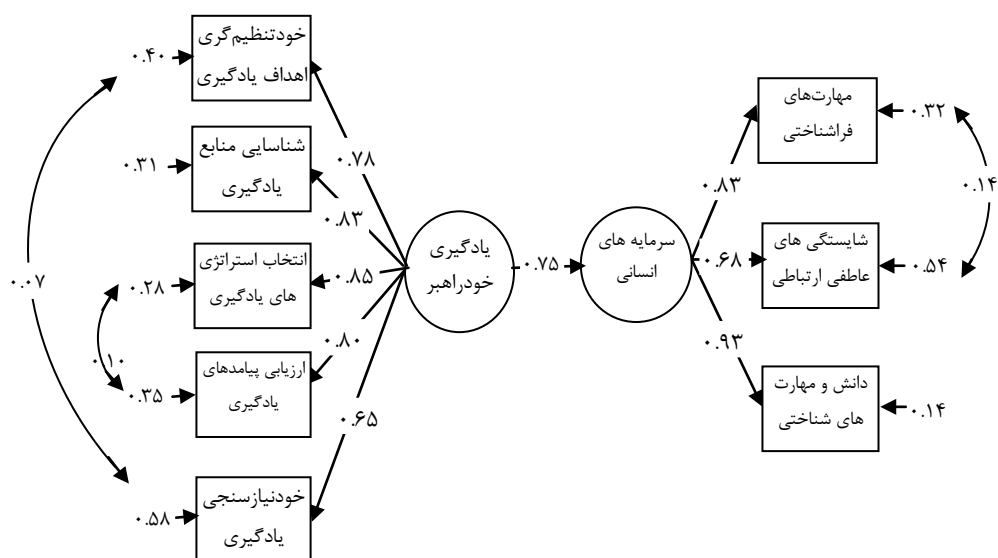 خودتنظیم‌گری
اهداف یادگیری
۰.۴۰
شناسایی منابع
یادگیری
۰.۳۱
انتخاب استراتژی
های یادگیری
۰.۲۸
ارزیابی پیامدهای
یادگیری
۰.۳۵
خودنیازسنجی
یادگیری
۰.۵۸
۰.۰۷
۰.۱۰
۰.۷۸
۰.۸۳
۰.۸۵
۰.۸۰
۰.۶۵
یادگیری
خودراهبر
۰.۷۵
سرمایه های
انسانی
۰.۸۳
۰.۶۸
۰.۹۳
مهارت‌های
فراشناختی
۰.۳۲
شایستگی های
عاطفی ارتباطی
۰.۵۴
دانش و مهارت
های شناختی
۰.۱۴
۰.۱۴